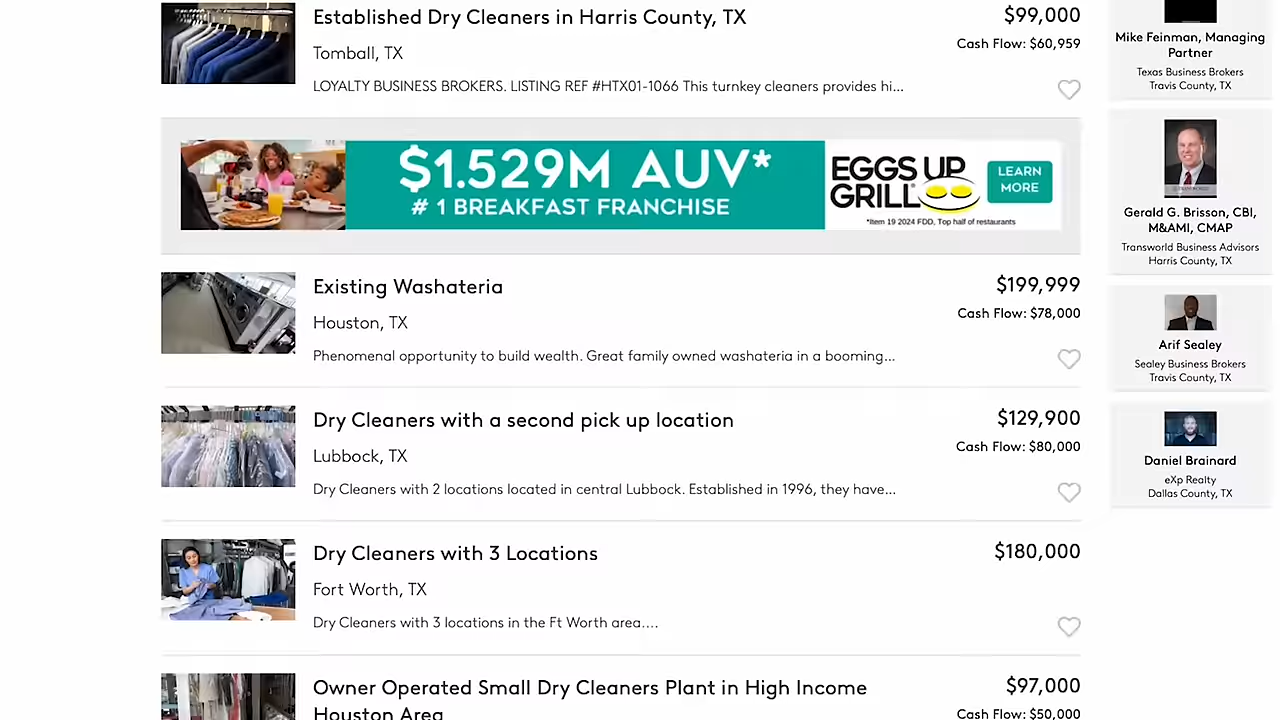 Established Dry Cleaners in Harris County, TX
$99,000
Tomball, TX
Cash Flow: $60,959
LOYALTY BUSINESS BROKERS. LISTING REF #HTX01-1066 This turnkey cleaners provides hi...
$1.529M AUV*
# 1 BREAKFAST FRANCHISE
EGGS UP
GRILL
LEARN
MORE
*Item 19 2024 FDD, Top half of restaurants
Existing Washateria
$199,999
Houston, TX
Cash Flow: $78,000
Phenomenal opportunity to build wealth. Great family owned washateria in a booming...
Dry Cleaners with a second pick up location
$129,900
Lubbock, TX
Cash Flow: $80,000
Dry Cleaners with 2 locations located in central Lubbock. Established in 1996, they have...
Dry Cleaners with 3 Locations
$180,000
Fort Worth, TX
Dry Cleaners with 3 locations in the Ft Worth area....
Owner Operated Small Dry Cleaners Plant in High Income
Houston Area
$97,000
Cash Flow: $50,000
Mike Feinman, Managing
Partner
Texas Business Brokers
Travis County, TX
Gerald G. Brisson, CBI,
M&AMI, CMAP
Transworld Business Advisors
Harris County, TX
Arif Sealey
Sealey Business Brokers
Travis County, TX
Daniel Brainard
eXp Realty
Dallas County, TX